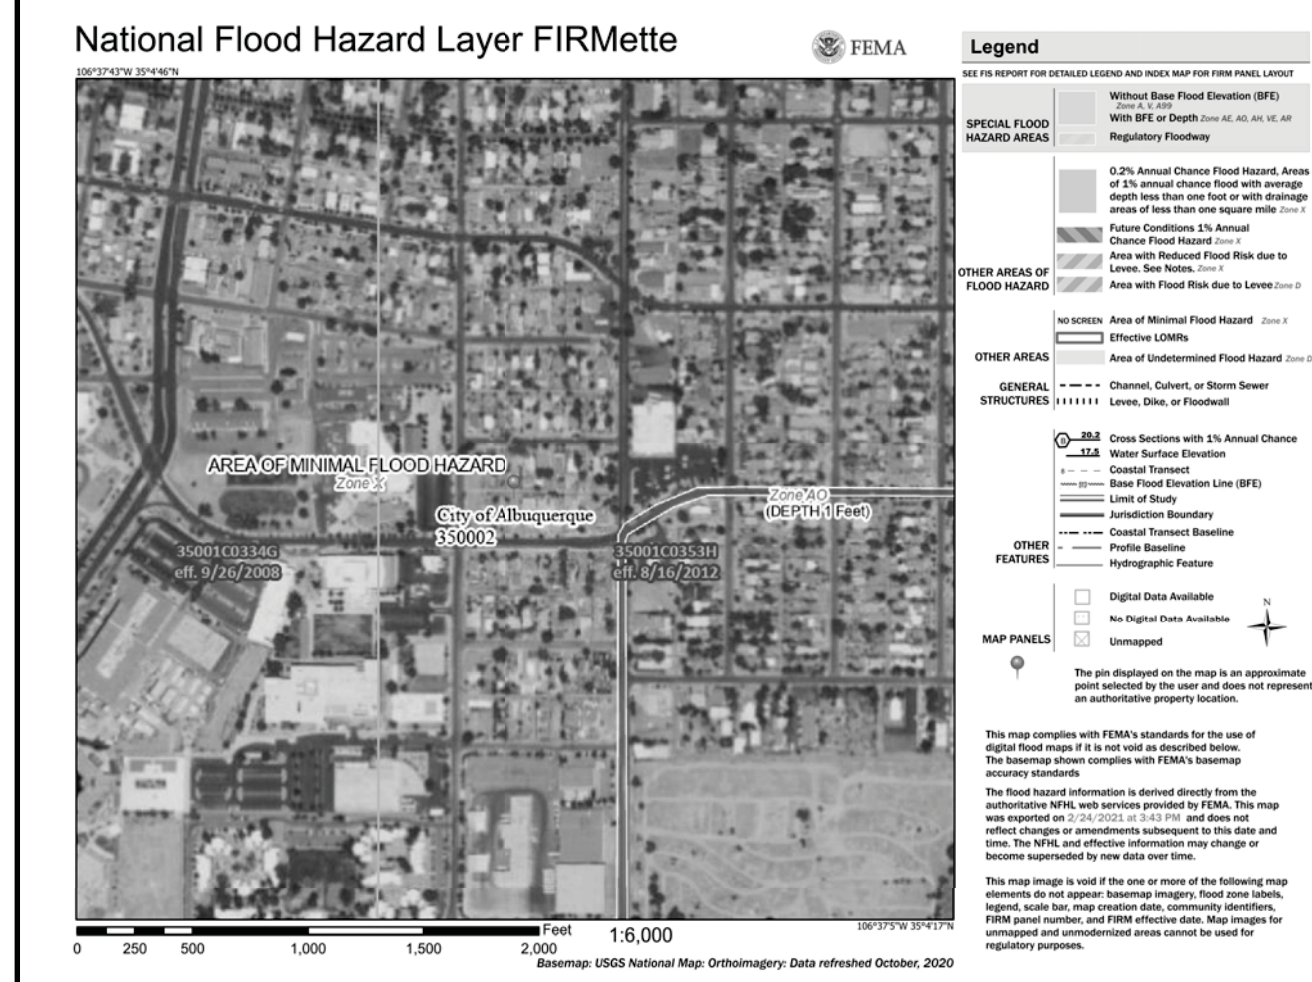 National Flood Hazard Layer FIRMette
FEMA
106°37'43"W 35°4'46"N
AREA OF MINIMAL FLOOD HAZARD
Zone X
City of Albuquerque
350002
Zone AO
(DEPTH 1 Feet)
35001C0334G
eff. 9/26/2008
35001C0353H
eff. 8/16/2012
106°37'5"W 35°4'17"N
Feet
0 250 500 1,000 1,500 2,000
1:6,000
Basemap: USGS National Map: Orthoimagery: Data refreshed October, 2020
Legend
SEE FIS REPORT FOR DETAILED LEGEND AND INDEX MAP FOR FIRM PANEL LAYOUT
SPECIAL FLOOD
HAZARD AREAS
Without Base Flood Elevation (BFE)
Zone A, V, A99
With BFE or Depth Zone AE, AO, AH, VE, AR
Regulatory Floodway
OTHER AREAS OF
FLOOD HAZARD
0.2% Annual Chance Flood Hazard, Areas
of 1% annual chance flood with average
depth less than one foot or with drainage
areas of less than one square mile Zone X
Future Conditions 1% Annual
Chance Flood Hazard Zone X
Area with Reduced Flood Risk due to
Levee. See Notes. Zone X
Area with Flood Risk due to Levee Zone D
OTHER AREAS
NO SCREEN Area of Minimal Flood Hazard Zone X
Effective LOMRs
Area of Undetermined Flood Hazard Zone D
GENERAL
STRUCTURES
Channel, Culvert, or Storm Sewer
Levee, Dike, or Floodwall
OTHER
FEATURES
20.2 Cross Sections with 1% Annual Chance
17.5 Water Surface Elevation
8 Coastal Transect
Base Flood Elevation Line (BFE)
Limit of Study
Jurisdiction Boundary
Coastal Transect Baseline
Profile Baseline
Hydrographic Feature
MAP PANELS
Digital Data Available
No Digital Data Available
Unmapped
N
The pin displayed on the map is an approximate
point selected by the user and does not represent
an authoritative property location.
This map complies with FEMA's standards for the use of
digital flood maps if it is not void as described below.
The basemap shown complies with FEMA's basemap
accuracy standards
The flood hazard information is derived directly from the
authoritative NFHL web services provided by FEMA. This map
was exported on 2/24/2021 at 3:43 PM and does not
reflect changes or amendments subsequent to this date and
time. The NFHL and effective information may change or
become superseded by new data over time.
This map image is void if the one or more of the following map
elements do not appear: basemap imagery, flood zone labels,
legend, scale bar, map creation date, community identifiers,
FIRM panel number, and FIRM effective date. Map images for
unmapped and unmodernized areas cannot be used for
regulatory purposes.